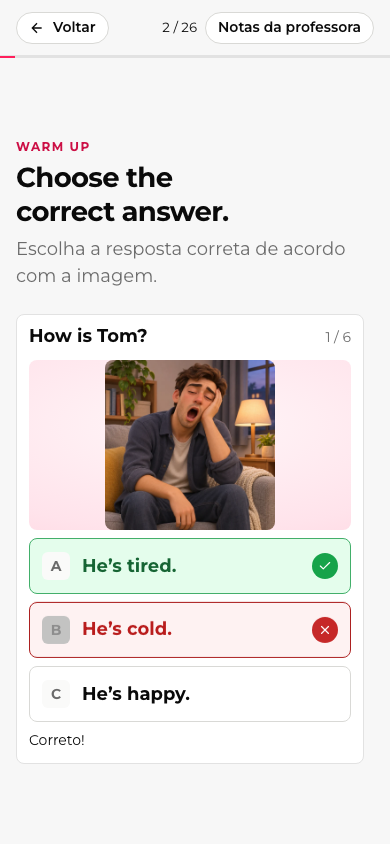 Voltar
2 / 26
Notas da professora
WARM UP
Choose the
correct answer.
Escolha a resposta correta de acordo
com a imagem.
How is Tom?
1 / 6
A
He's tired.
B
He's cold.
C
He's happy.
Correto!